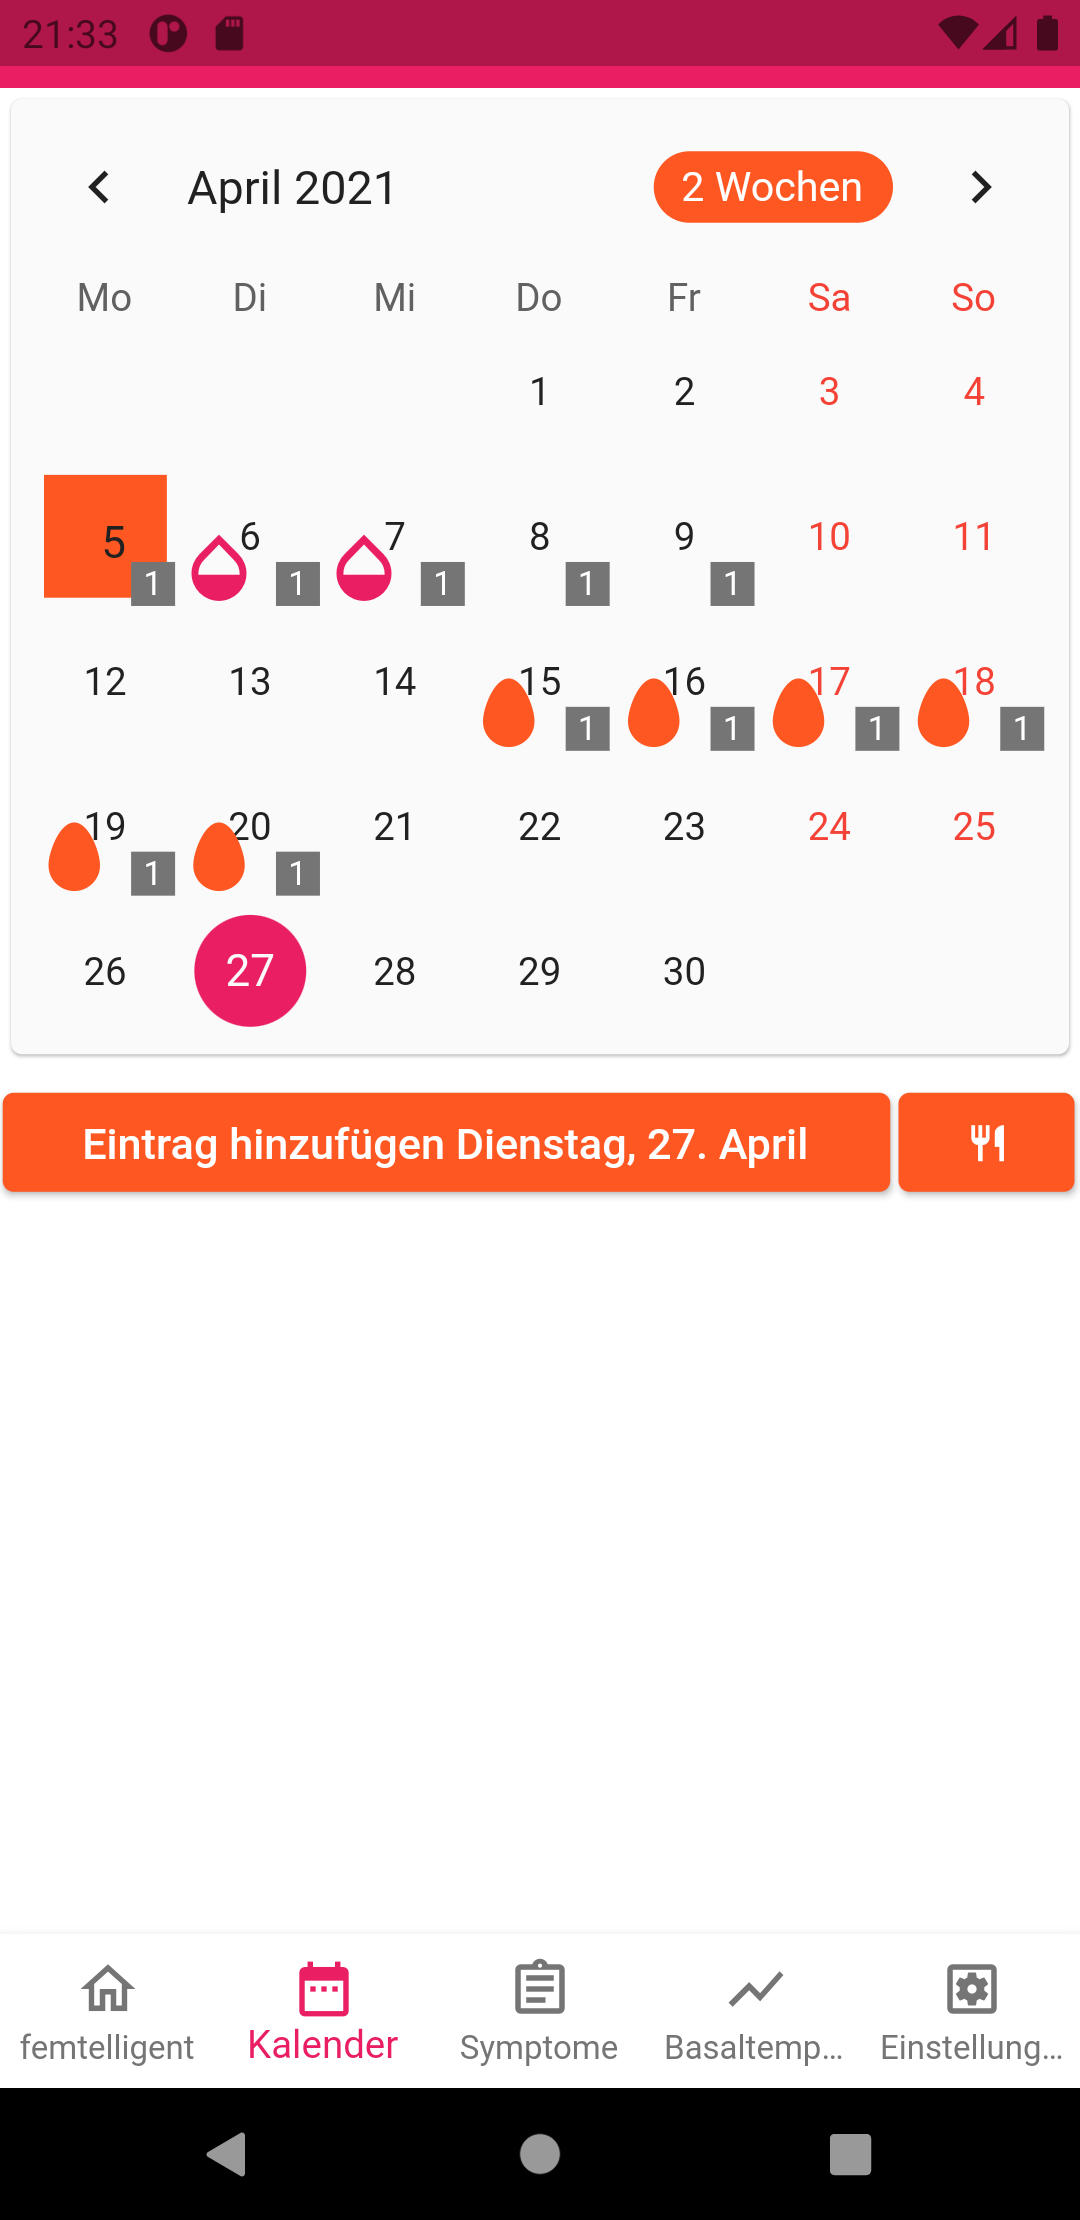 21:33
April 2021 2 Wochen
Mo Di Mi Do Fr Sa So
1 2 3 4
5 6 7 8 9 10 11
1 1 1 1 1
12 13 14 15 16 17 18
1 1 1 1
19 20 21 22 23 24 25
1 1
26 27 28 29 30
Eintrag hinzufügen Dienstag, 27. April
femtelligent Kalender Symptome Basaltemp... Einstellung...